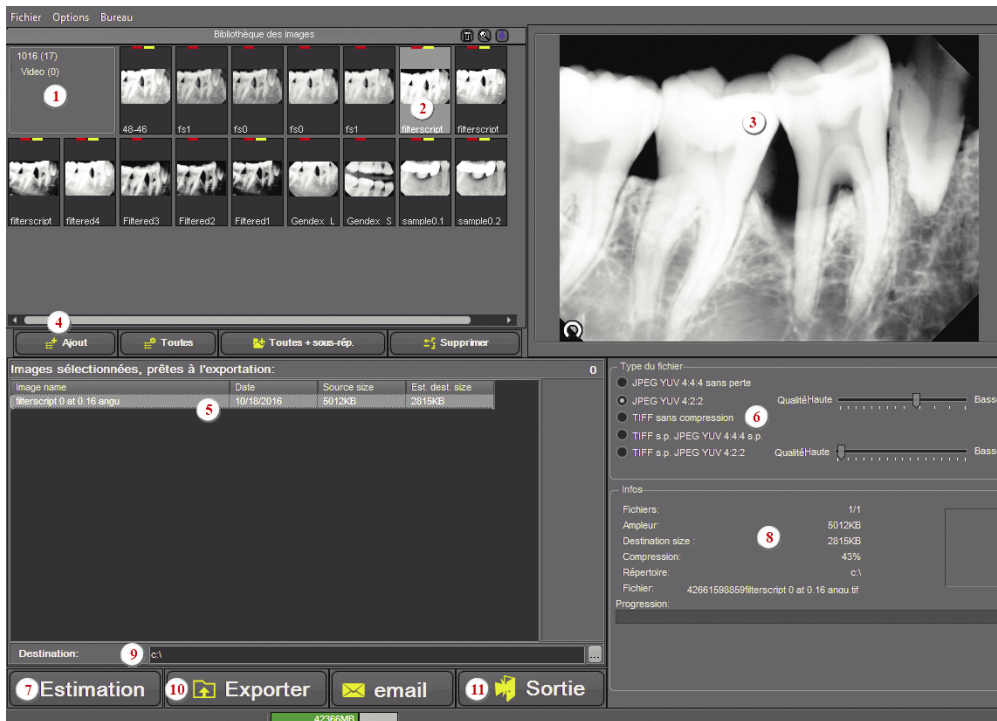 Fichier Options Bureau
Bibliothèque des images
1016 (17)
Video (0)
1
2
3
48-46 fs1 fs0 fs0 fs1 filterscript filterscript
filterscript filtered4 Filtered3 Filtered2 Filtered1 Gendex L Gendex S sample0.1 sample0.2
4
Ajout Toutes Toutes + sous-rép. Supprimer
Images sélectionnées, prêtes à l'exportation: 0
Image name Date Source size Est. dest. size
filterscript 0 at 0.16 angu 10/18/2016 5012KB 2815KB
5
Type du fichier
JPEG YUV 4:4:4 sans perte
JPEG YUV 4:2:2 Qualité Haute Basse
TIFF sans compression 6
TIFF s.p. JPEG YUV 4:4:4 s.p.
TIFF s.p. JPEG YUV 4:2:2 Qualité Haute Basse
Infos
Fichiers: 1/1
Ampleur: 5012KB
Destination size : 8 2815KB
Compression: 43%
Répertoire: c:\
Fichier: 42661598859filterscript 0 at 0.16 angu.tif
Progression:
Destination: 9 c:\ ...
7 Estimation 10 Exporter email 11 Sortie
42366MB